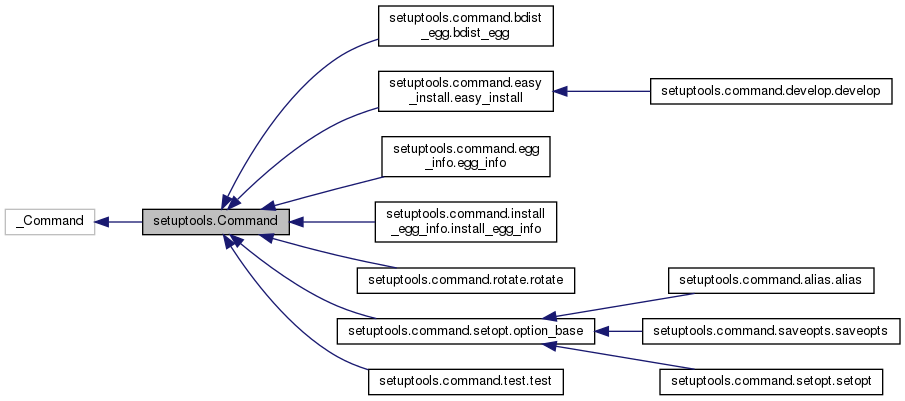 setuptools.command.bdist
_egg.bdist_egg
setuptools.command.easy
_install.easy_install
setuptools.command.develop.develop
setuptools.command.egg
_info.egg_info
_Command
setuptools.Command
setuptools.command.install
_egg_info.install_egg_info
setuptools.command.rotate.rotate
setuptools.command.alias.alias
setuptools.command.setopt.option_base
setuptools.command.saveopts.saveopts
setuptools.command.test.test
setuptools.command.setopt.setopt